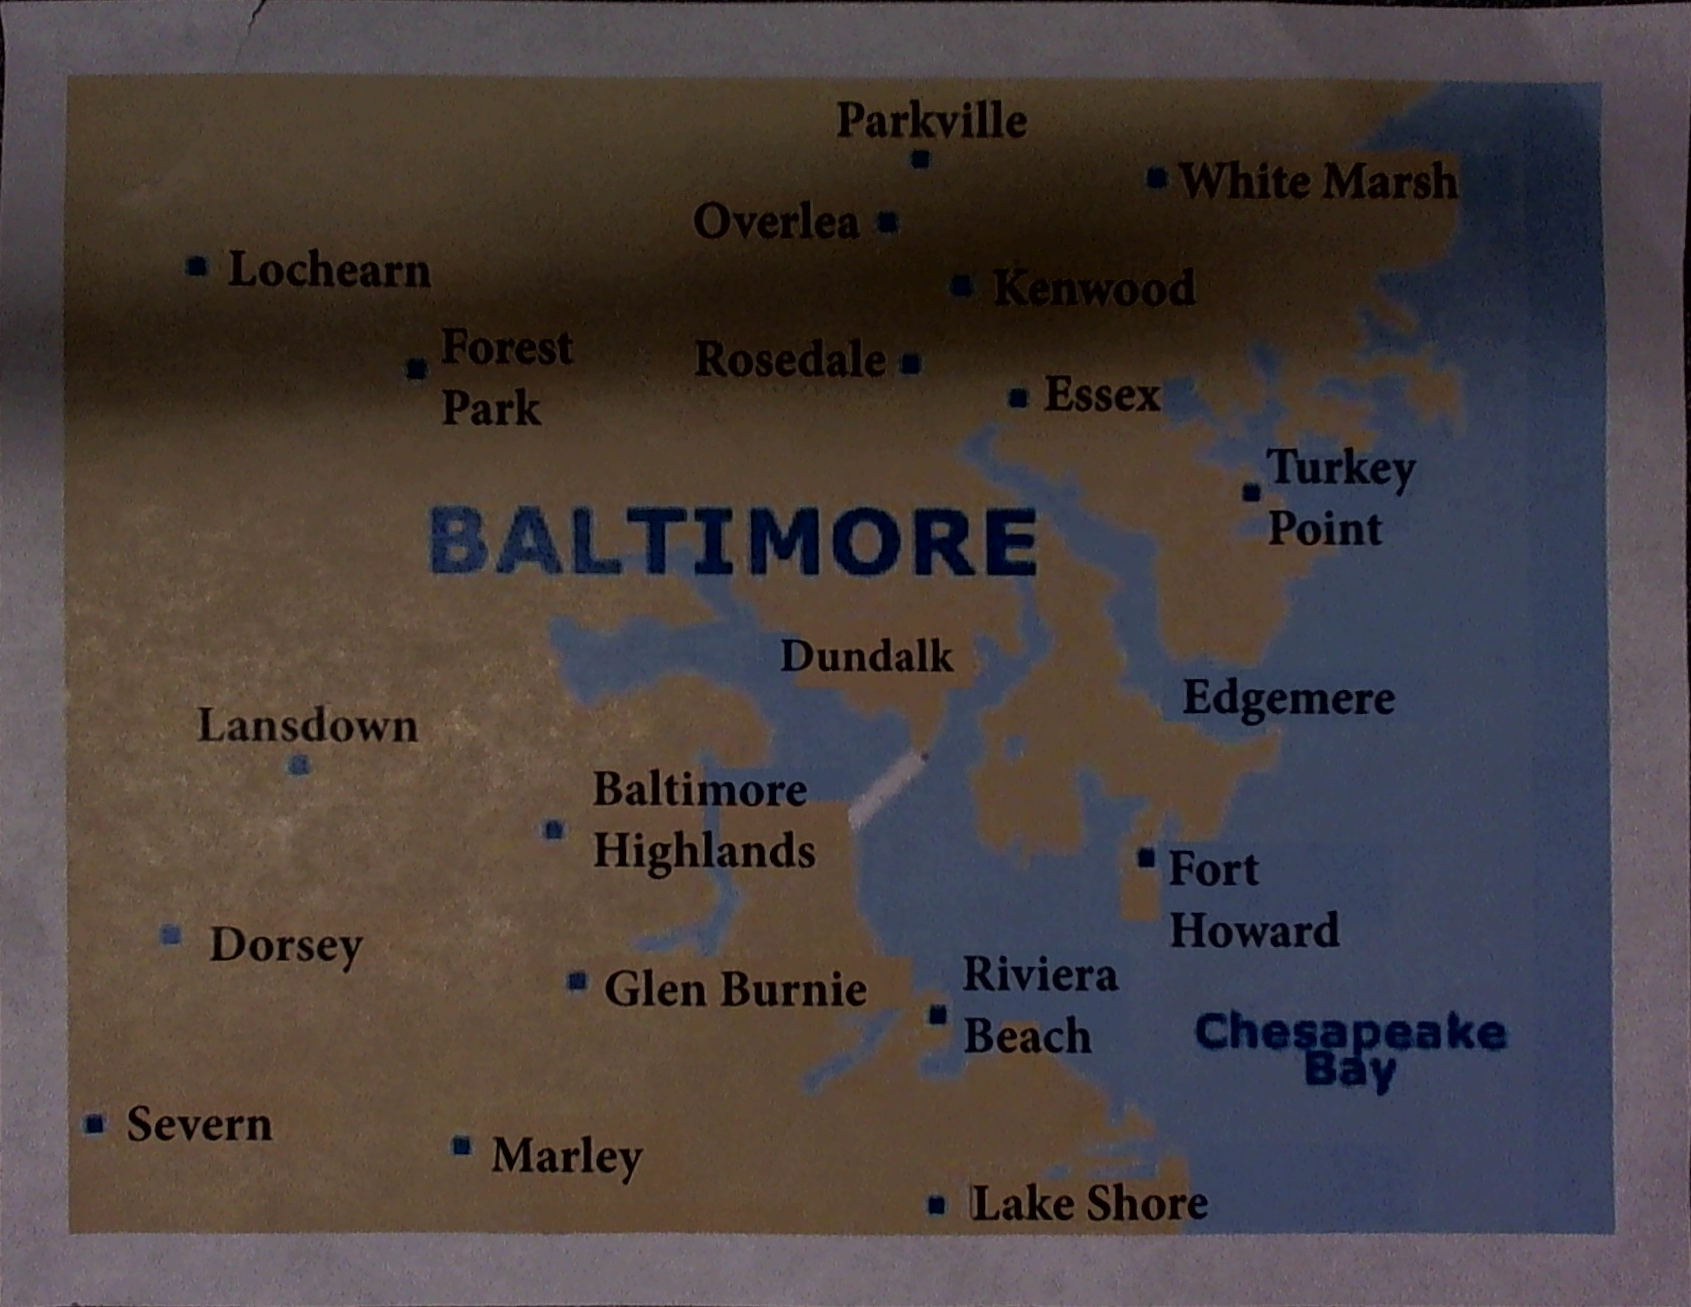 Parkville
White Marsh
Overlea
Lochearn
Kenwood
Forest
Park
Rosedale
Essex
Turkey
Point
BALTIMORE
Dundalk
Edgemere
Lansdown
Baltimore
Highlands
Fort
Howard
Dorsey
Glen Burnie
Riviera
Beach
Chesapeake
Bay
Severn
Marley
Lake Shore